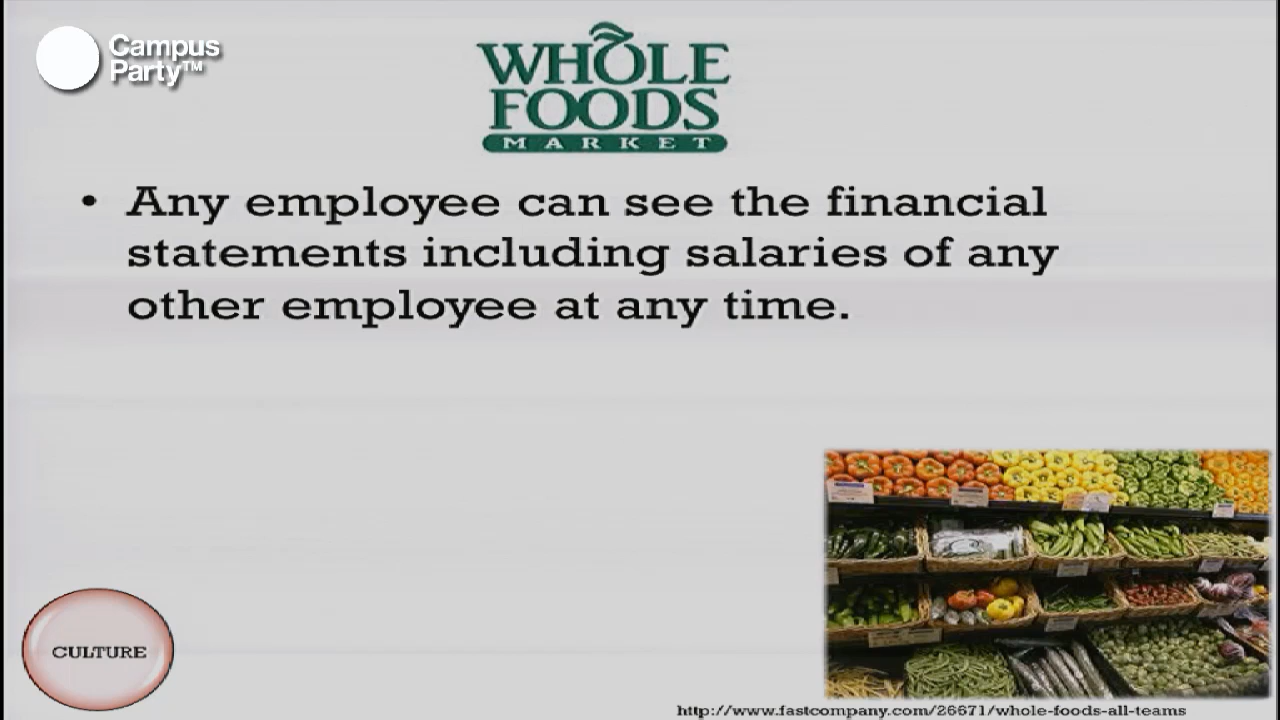 Campus
Party™
WHOLE
FOODS
MARKET
• Any employee can see the financial
statements including salaries of any
other employee at any time.
CULTURE
http://www.fastcompany.com/26671/whole-foods-all-teams